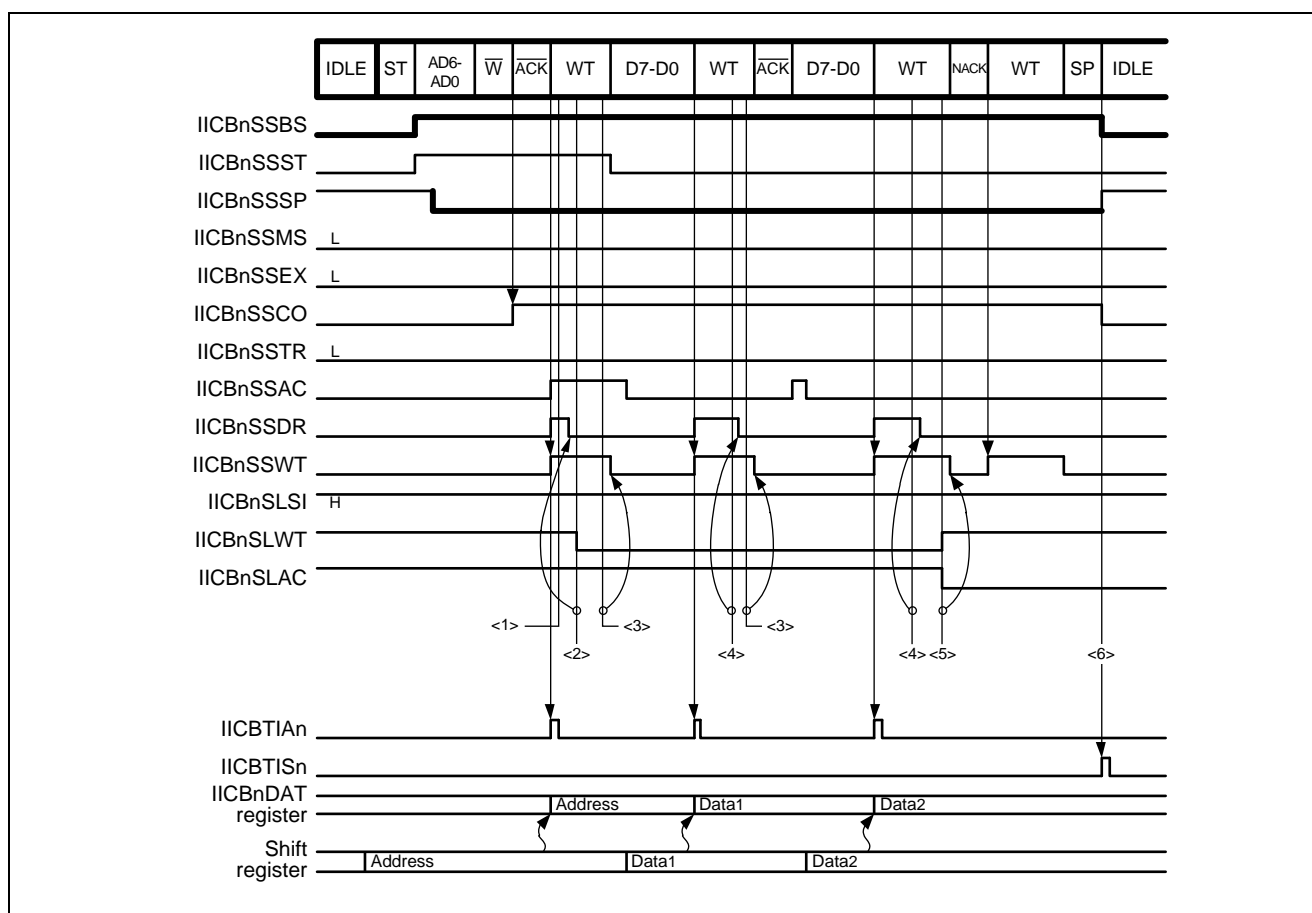 IDLE ST AD6-AD0 W ACK WT D7-D0 WT ACK D7-D0 WT NACK WT SP IDLE
IICBnSSBS
IICBnSSST
IICBnSSSP
IICBnSSMS L
IICBnSSEX L
IICBnSSCO
IICBnSSTR L
IICBnSSAC
IICBnSSDR
IICBnSSWT
IICBnSLSI H
IICBnSLWT
IICBnSLAC
<1> <3> <3>
<2> <4> <4> <5> <6>
IICBTIAn
IICBTISn
IICBnDAT
register Address Data1 Data2
Shift
register Address Data1 Data2